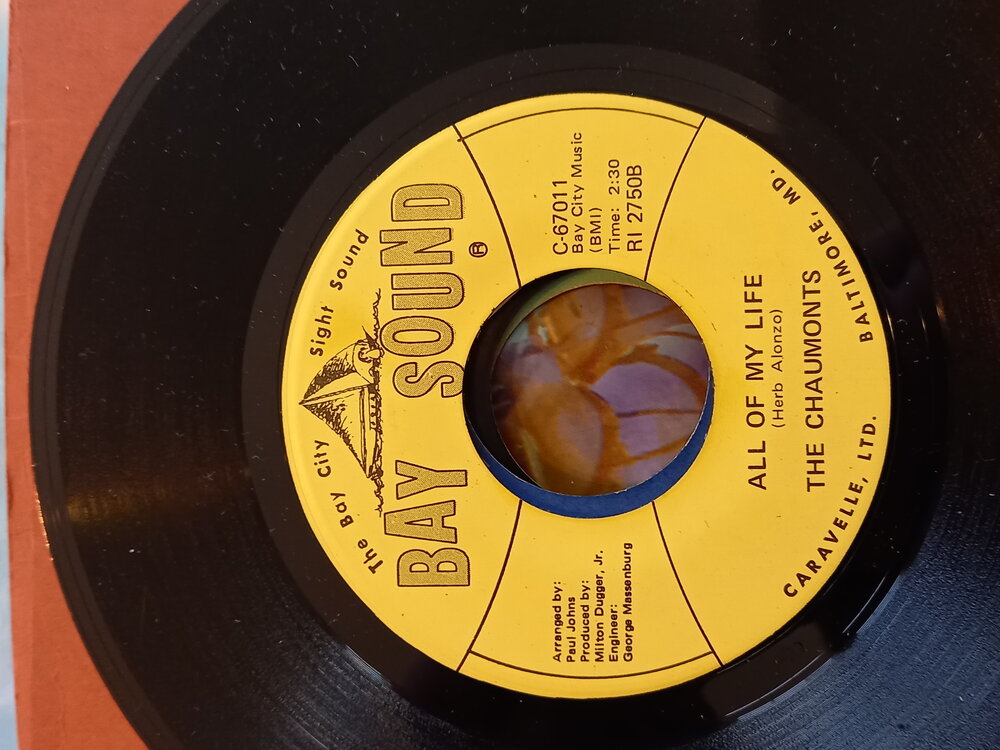 The Bay City Sight Sound
BAY SOUND
®
Arranged by:
Paul Johns
Produced by:
Milton Dugger, Jr.
Engineer:
George Massenburg
C-67011
Bay City Music
(BMI)
Time: 2:30
RI 2750B
ALL OF MY LIFE
(Herb Alonzo)
THE CHAUMONTS
CARAVELLE, LTD. BALTIMORE, MD.